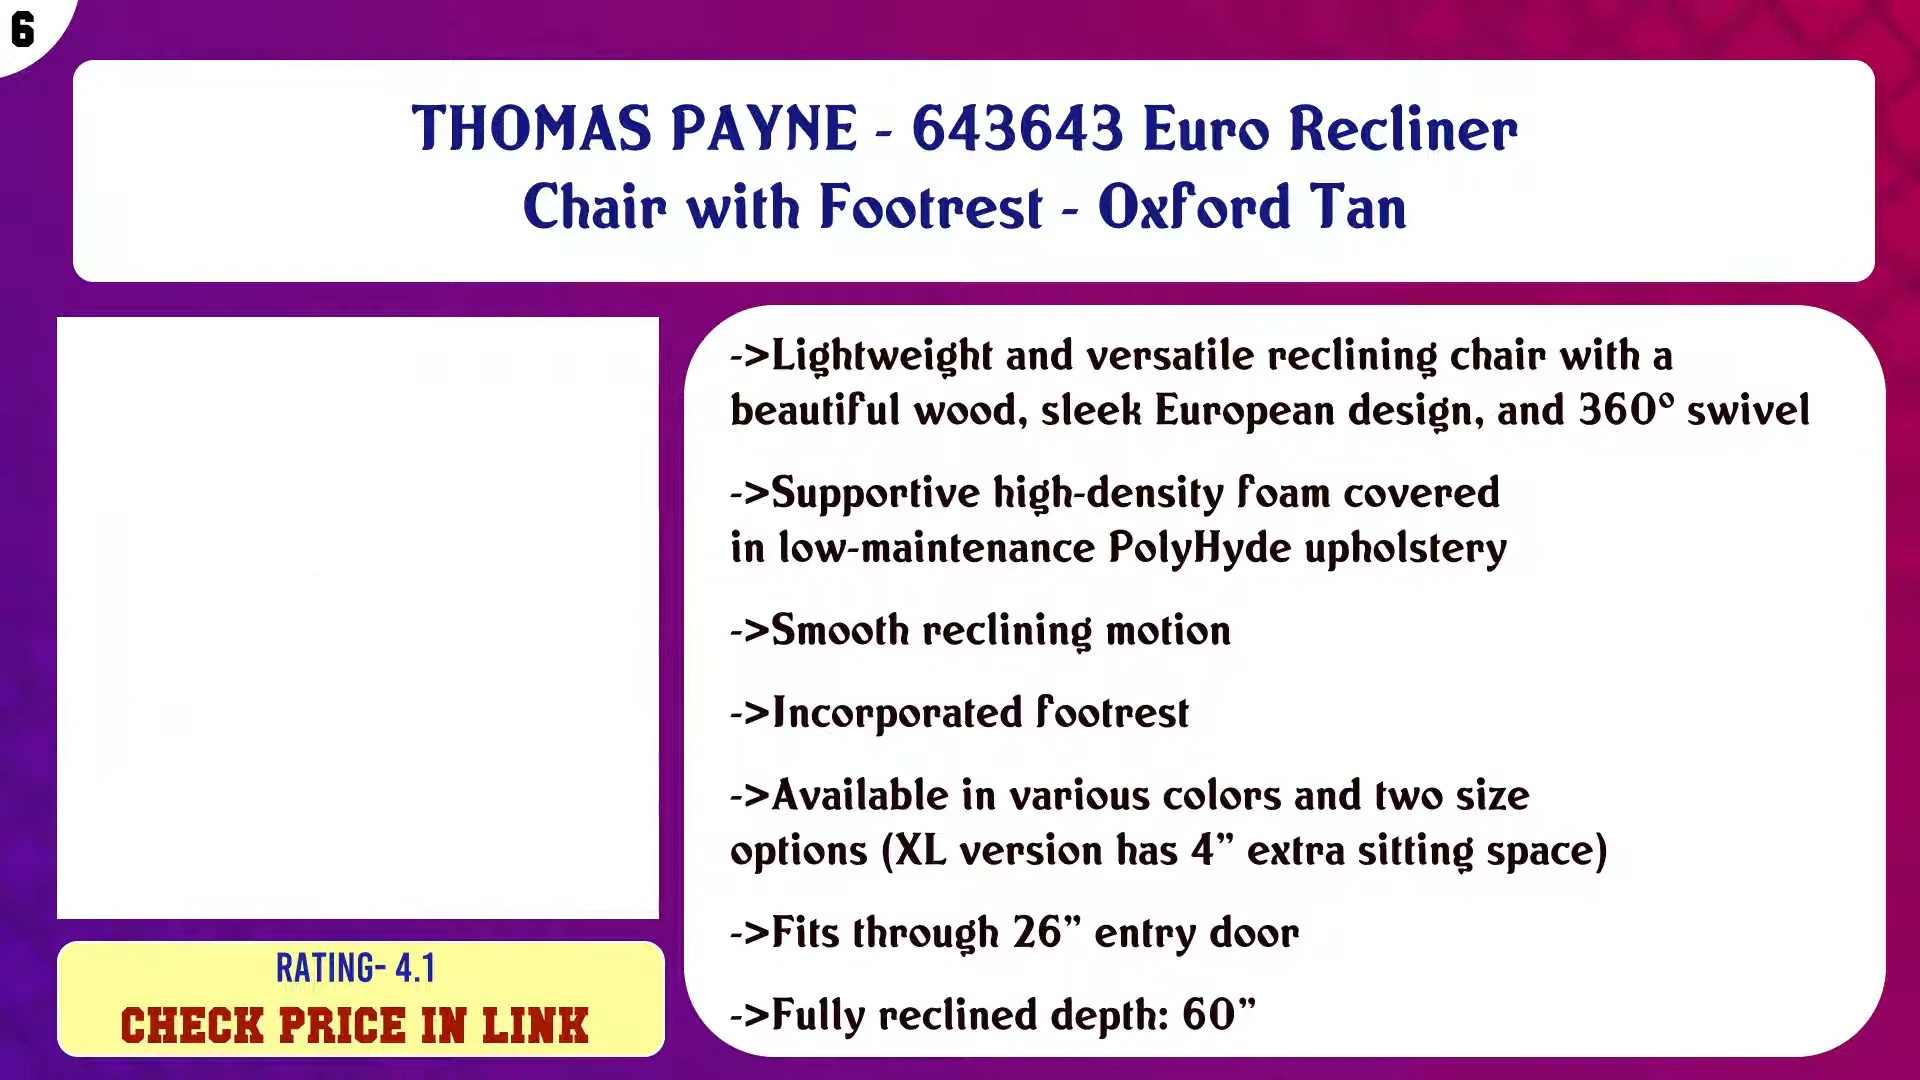 6
THOMAS PAYNE - 643643 Euro Recliner
Chair with Footrest - Oxford Tan
->Lightweight and versatile reclining chair with a
beautiful wood, sleek European design, and 360º swivel
->Supportive high-density foam covered
in low-maintenance PolyHyde upholstery
->Smooth reclining motion
->Incorporated footrest
->Available in various colors and two size
options (XL version has 4” extra sitting space)
->Fits through 26” entry door
->Fully reclined depth: 60”
RATING- 4.1
CHECK PRICE IN LINK